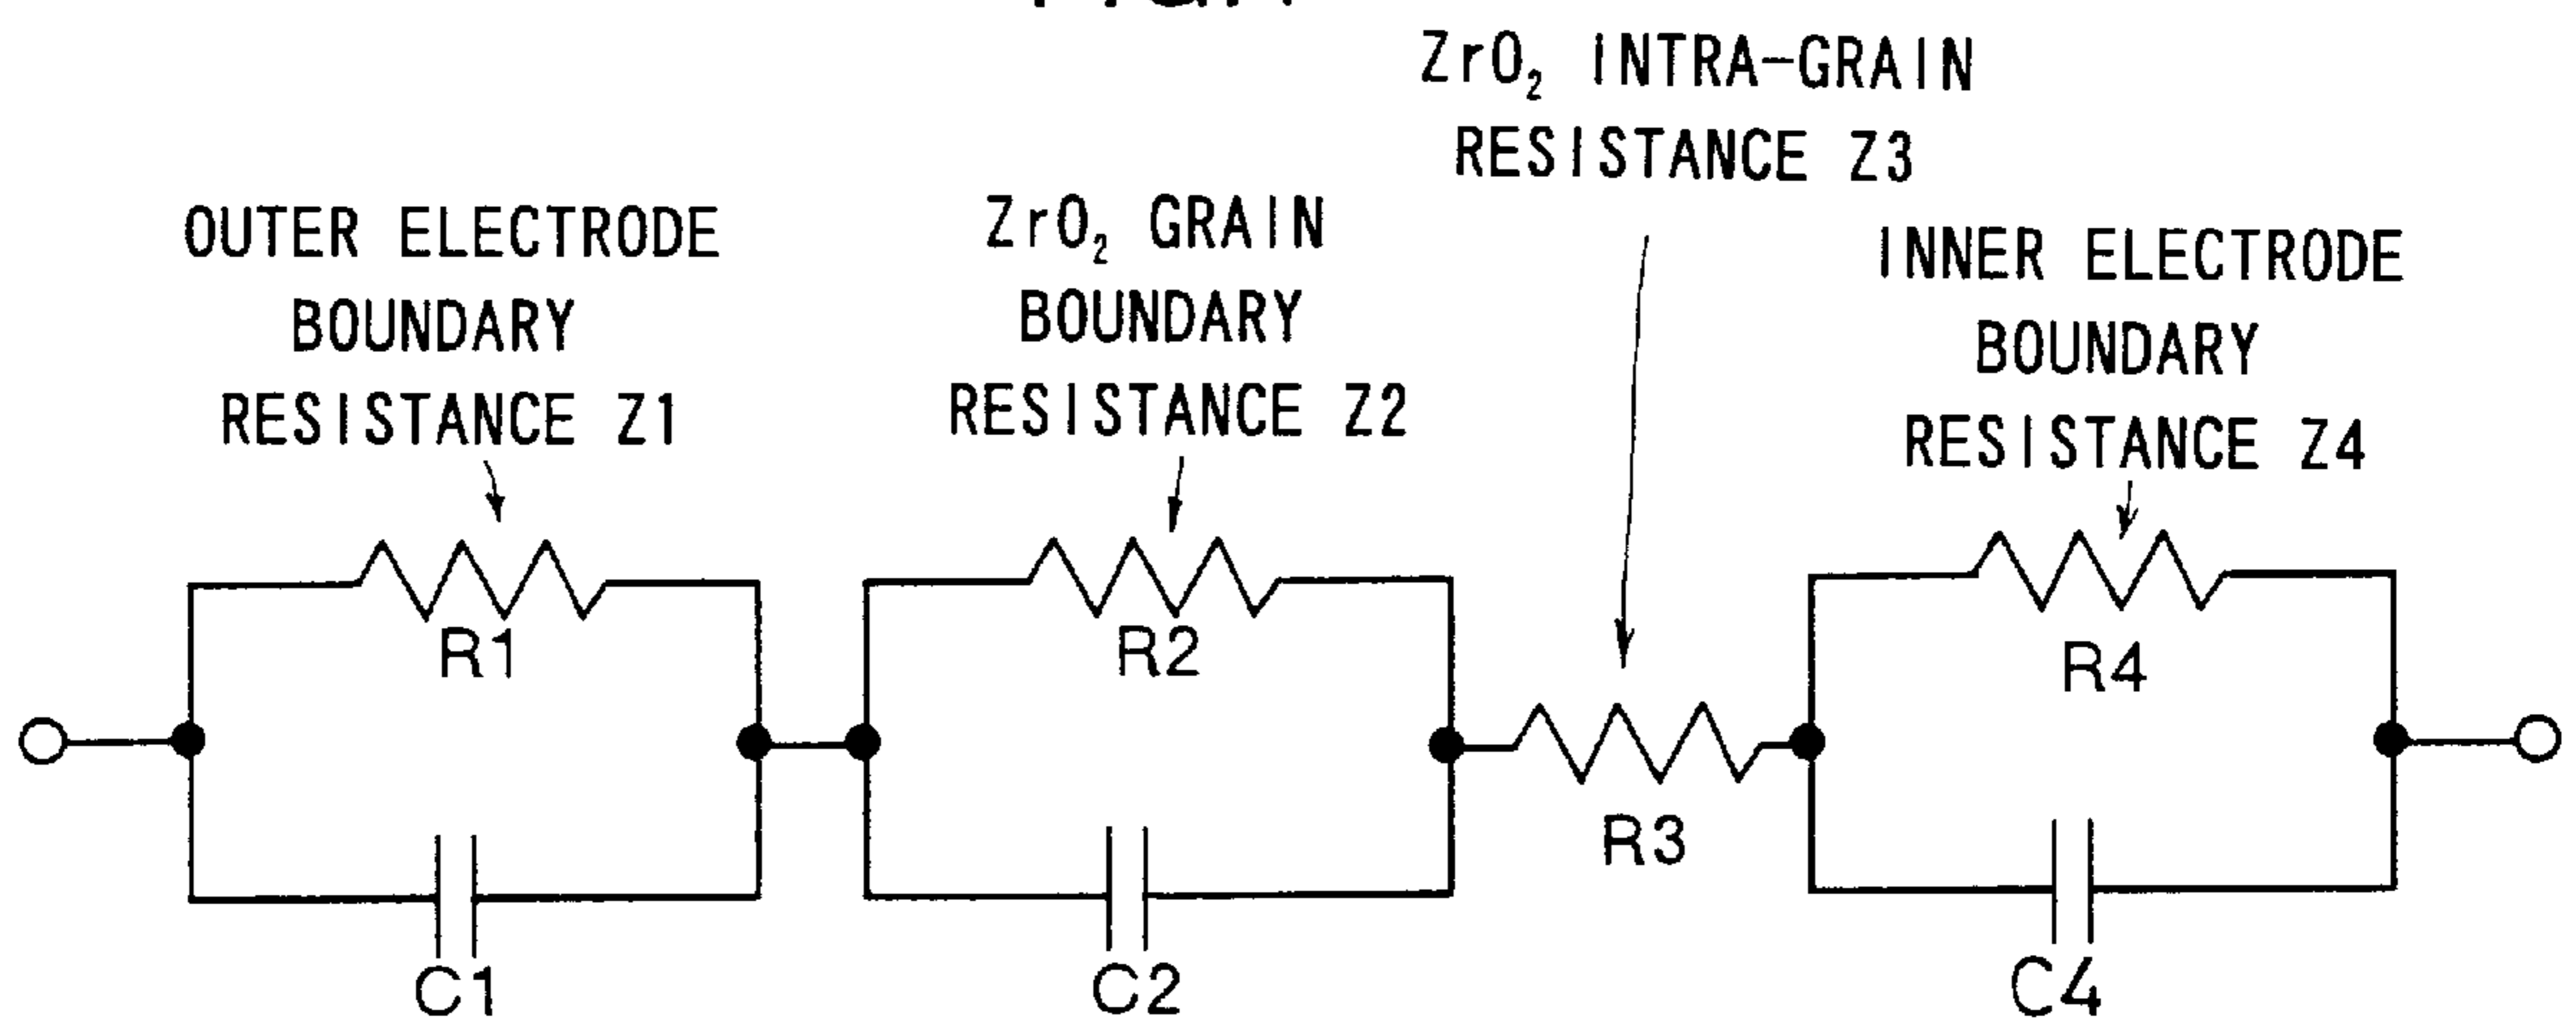 ZrO₂ INTRA-GRAIN
RESISTANCE Z3
OUTER ELECTRODE
BOUNDARY
RESISTANCE Z1
ZrO₂ GRAIN
BOUNDARY
RESISTANCE Z2
INNER ELECTRODE
BOUNDARY
RESISTANCE Z4
R1
R2
R3
R4
C1
C2
C4